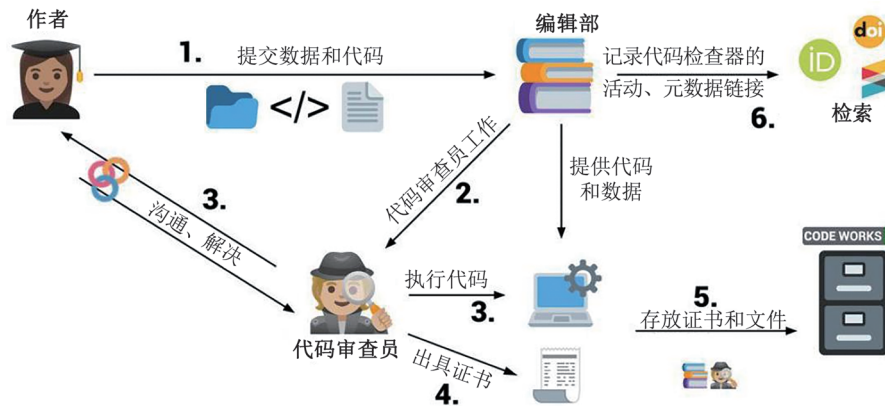 作者
编辑部
1.
提交数据和代码
</>
记录代码检查器的
活动、元数据链接
6.
iD
doi
检索
代码审查员工作
2.
提供代码
和数据
3.
沟通、解决
CODE WORKS
执行代码
3.
代码审查员
出具证书
4.
5.
存放证书和文件